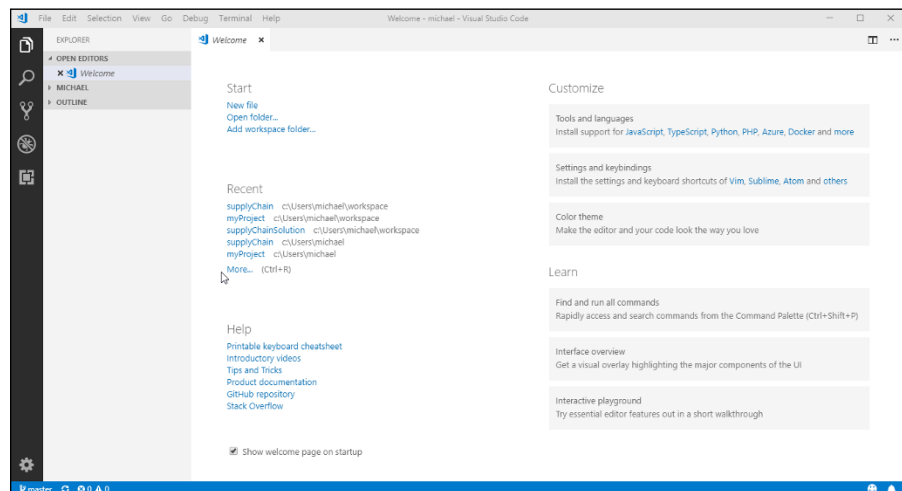 File Edit Selection View Go Debug Terminal Help
Welcome - michael - Visual Studio Code
EXPLORER
OPEN EDITORS
Welcome
MICHAEL
OUTLINE
Welcome
Start
New file
Open folder...
Add workspace folder...
Recent
supplyChain c:\Users\michael\workspace
myProject c:\Users\michael\workspace
supplyChainSolution c:\Users\michael\workspace
supplyChain c:\Users\michael
myProject c:\Users\michael
More... (Ctrl+R)
Help
Printable keyboard cheatsheet
Introductory videos
Tips and Tricks
Product documentation
GitHub repository
Stack Overflow
Show welcome page on startup
Customize
Tools and languages
Install support for JavaScript, TypeScript, Python, PHP, Azure, Docker and more
Settings and keybindings
Install the settings and keyboard shortcuts of Vim, Sublime, Atom and others
Color theme
Make the editor and your code look the way you love
Learn
Find and run all commands
Rapidly access and search commands from the Command Palette (Ctrl+Shift+P)
Interface overview
Get a visual overlay highlighting the major components of the UI
Interactive playground
Try essential editor features out in a short walkthrough
master 0 0